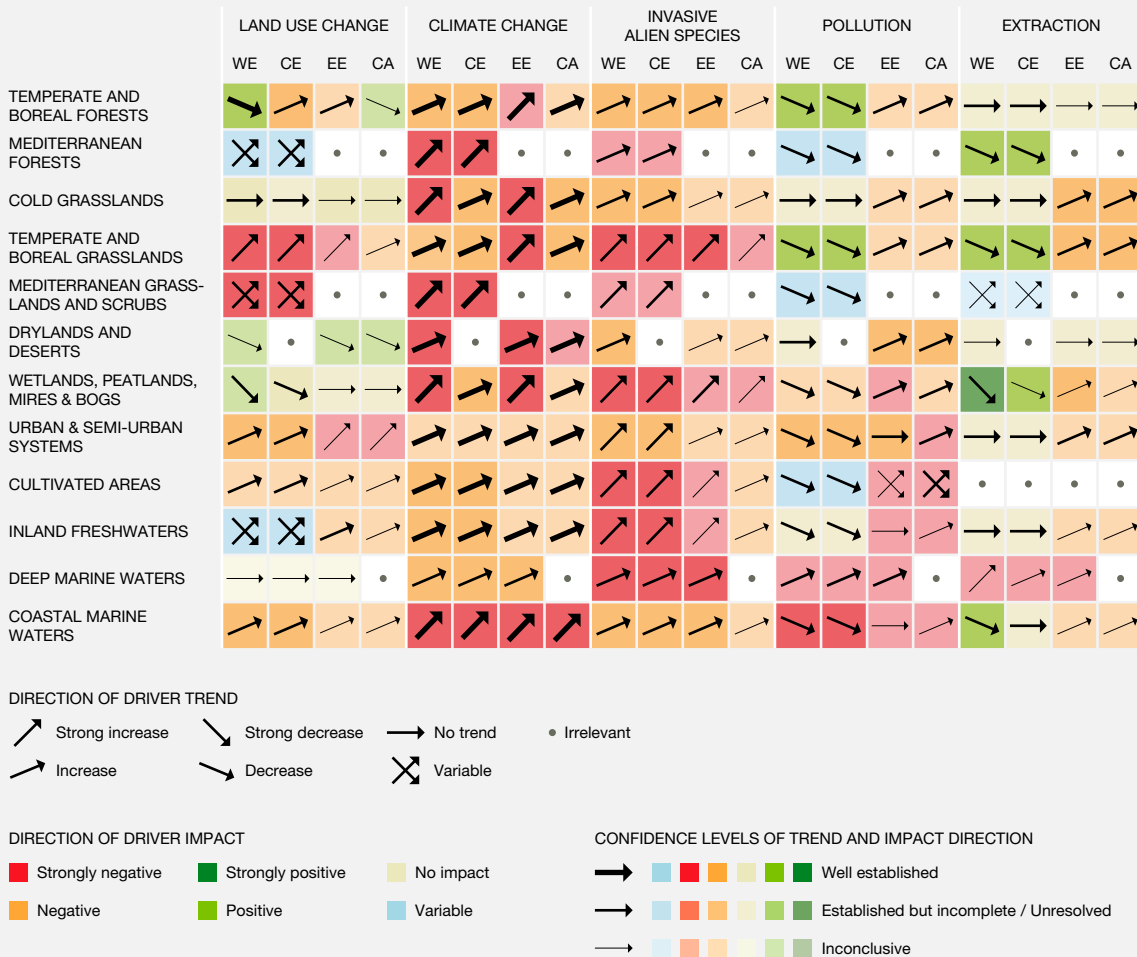 LAND USE CHANGE
CLIMATE CHANGE
INVASIVE
ALIEN SPECIES
POLLUTION
EXTRACTION
WE CE EE CA WE CE EE CA WE CE EE CA WE CE EE CA WE CE EE CA
TEMPERATE AND
BOREAL FORESTS
MEDITERRANEAN
FORESTS
COLD GRASSLANDS
TEMPERATE AND
BOREAL GRASSLANDS
MEDITERRANEAN GRASS-
LANDS AND SCRUBS
DRYLANDS AND
DESERTS
WETLANDS, PEATLANDS,
MIRES & BOGS
URBAN & SEMI-URBAN
SYSTEMS
CULTIVATED AREAS
INLAND FRESHWATERS
DEEP MARINE WATERS
COASTAL MARINE
WATERS
DIRECTION OF DRIVER TREND
Strong increase Strong decrease No trend Irrelevant
Increase Decrease Variable
DIRECTION OF DRIVER IMPACT
Strongly negative Strongly positive No impact
Negative Positive Variable
CONFIDENCE LEVELS OF TREND AND IMPACT DIRECTION
Well established
Established but incomplete / Unresolved
Inconclusive